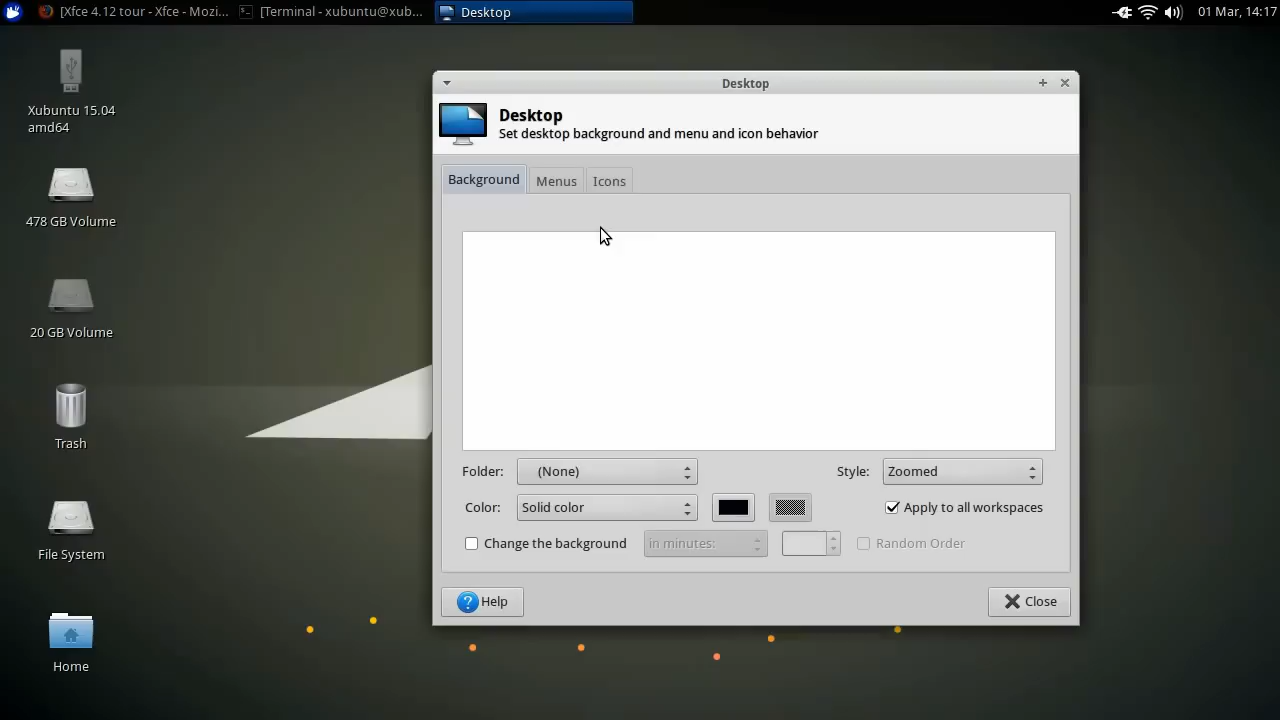 [Xfce 4.12 tour - Xfce - Mozi...
[Terminal - xubuntu@xub...
Desktop
01 Mar, 14:17
Xubuntu 15.04
amd64
478 GB Volume
20 GB Volume
Trash
File System
Home
Desktop
Desktop
Set desktop background and menu and icon behavior
Background Menus Icons
Folder: (None) Style: Zoomed
Color: Solid color Apply to all workspaces
Change the background in minutes: Random Order
Help Close